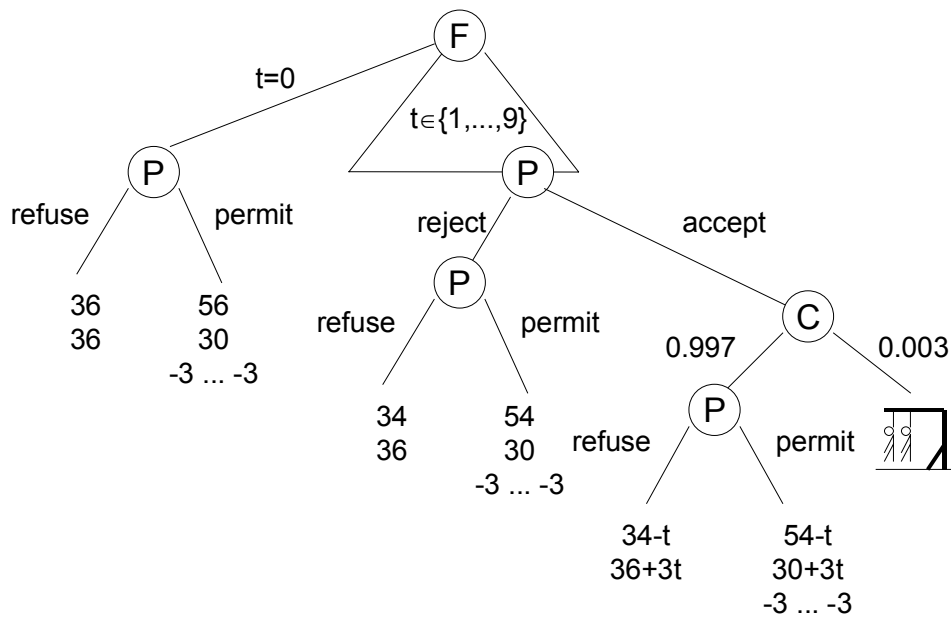 F
t=0
t∈{1,...,9}
P
P
refuse
permit
reject
accept
P
36
36
56
30
-3 ... -3
refuse
permit
C
0.997
0.003
P
34
36
54
30
-3 ... -3
refuse
permit
34-t
36+3t
54-t
30+3t
-3 ... -3